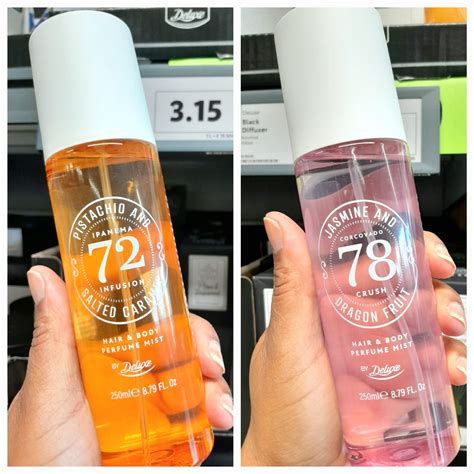 Deluxe
3.15
PISTACHIO AND
IPANEMA
72
INFUSION
SALTED CARAM
HAIR & BODY
PERFUME MIST
BY Deluxe
250ml e 8.79 Fl. Oz
Deluxe
Black
Diffuser
JASMINE AND
CORCOVADO
78
CRUSH
DRAGON FRUIT
HAIR & BODY
PERFUME MIST
BY Deluxe
250ml e 8.79 Fl. Oz